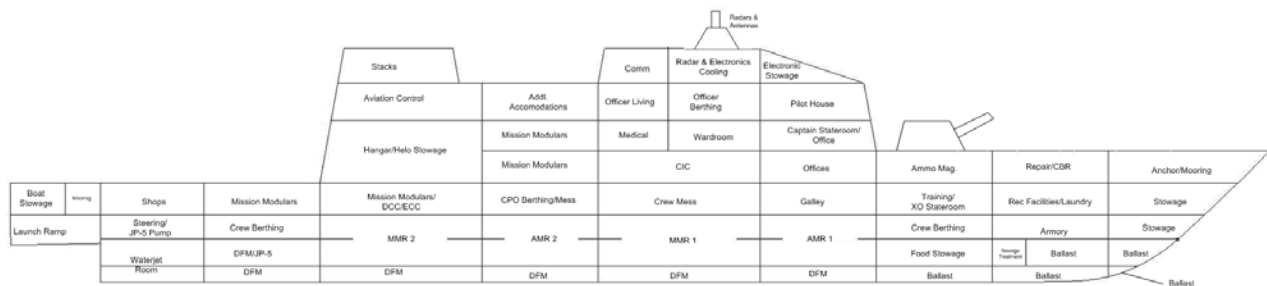 Radars &
Antennas
Stacks
Comm
Radar & Electronics
Cooling
Electronic
Stowage
Aviation Control
Addl.
Accomodations
Officer Living
Officer
Berthing
Pilot House
Hangar/Helo Stowage
Mission Modulars
Medical
Wardroom
Captain Stateroom/
Office
Mission Modulars
CIC
Offices
Ammo Mag.
Repair/CBR
Anchor/Mooring
Boat
Stowage
Mooring
Shops
Mission Modulars
Mission Modulars/
DCC/ECC
CPO Berthing/Mess
Crew Mess
Galley
Training/
XO Stateroom
Rec Facilities/Laundry
Stowage
Launch Ramp
Steering/
JP-5 Pump
Crew Berthing
MMR 2
AMR 2
MMR 1
AMR 1
Crew Berthing
Armory
Stowage
Waterjet
Room
DFM/JP-5
Food Stowage
Sewage
Treatment
Ballast
Ballast
DFM
DFM
DFM
DFM
DFM
Ballast
Ballast
Ballast